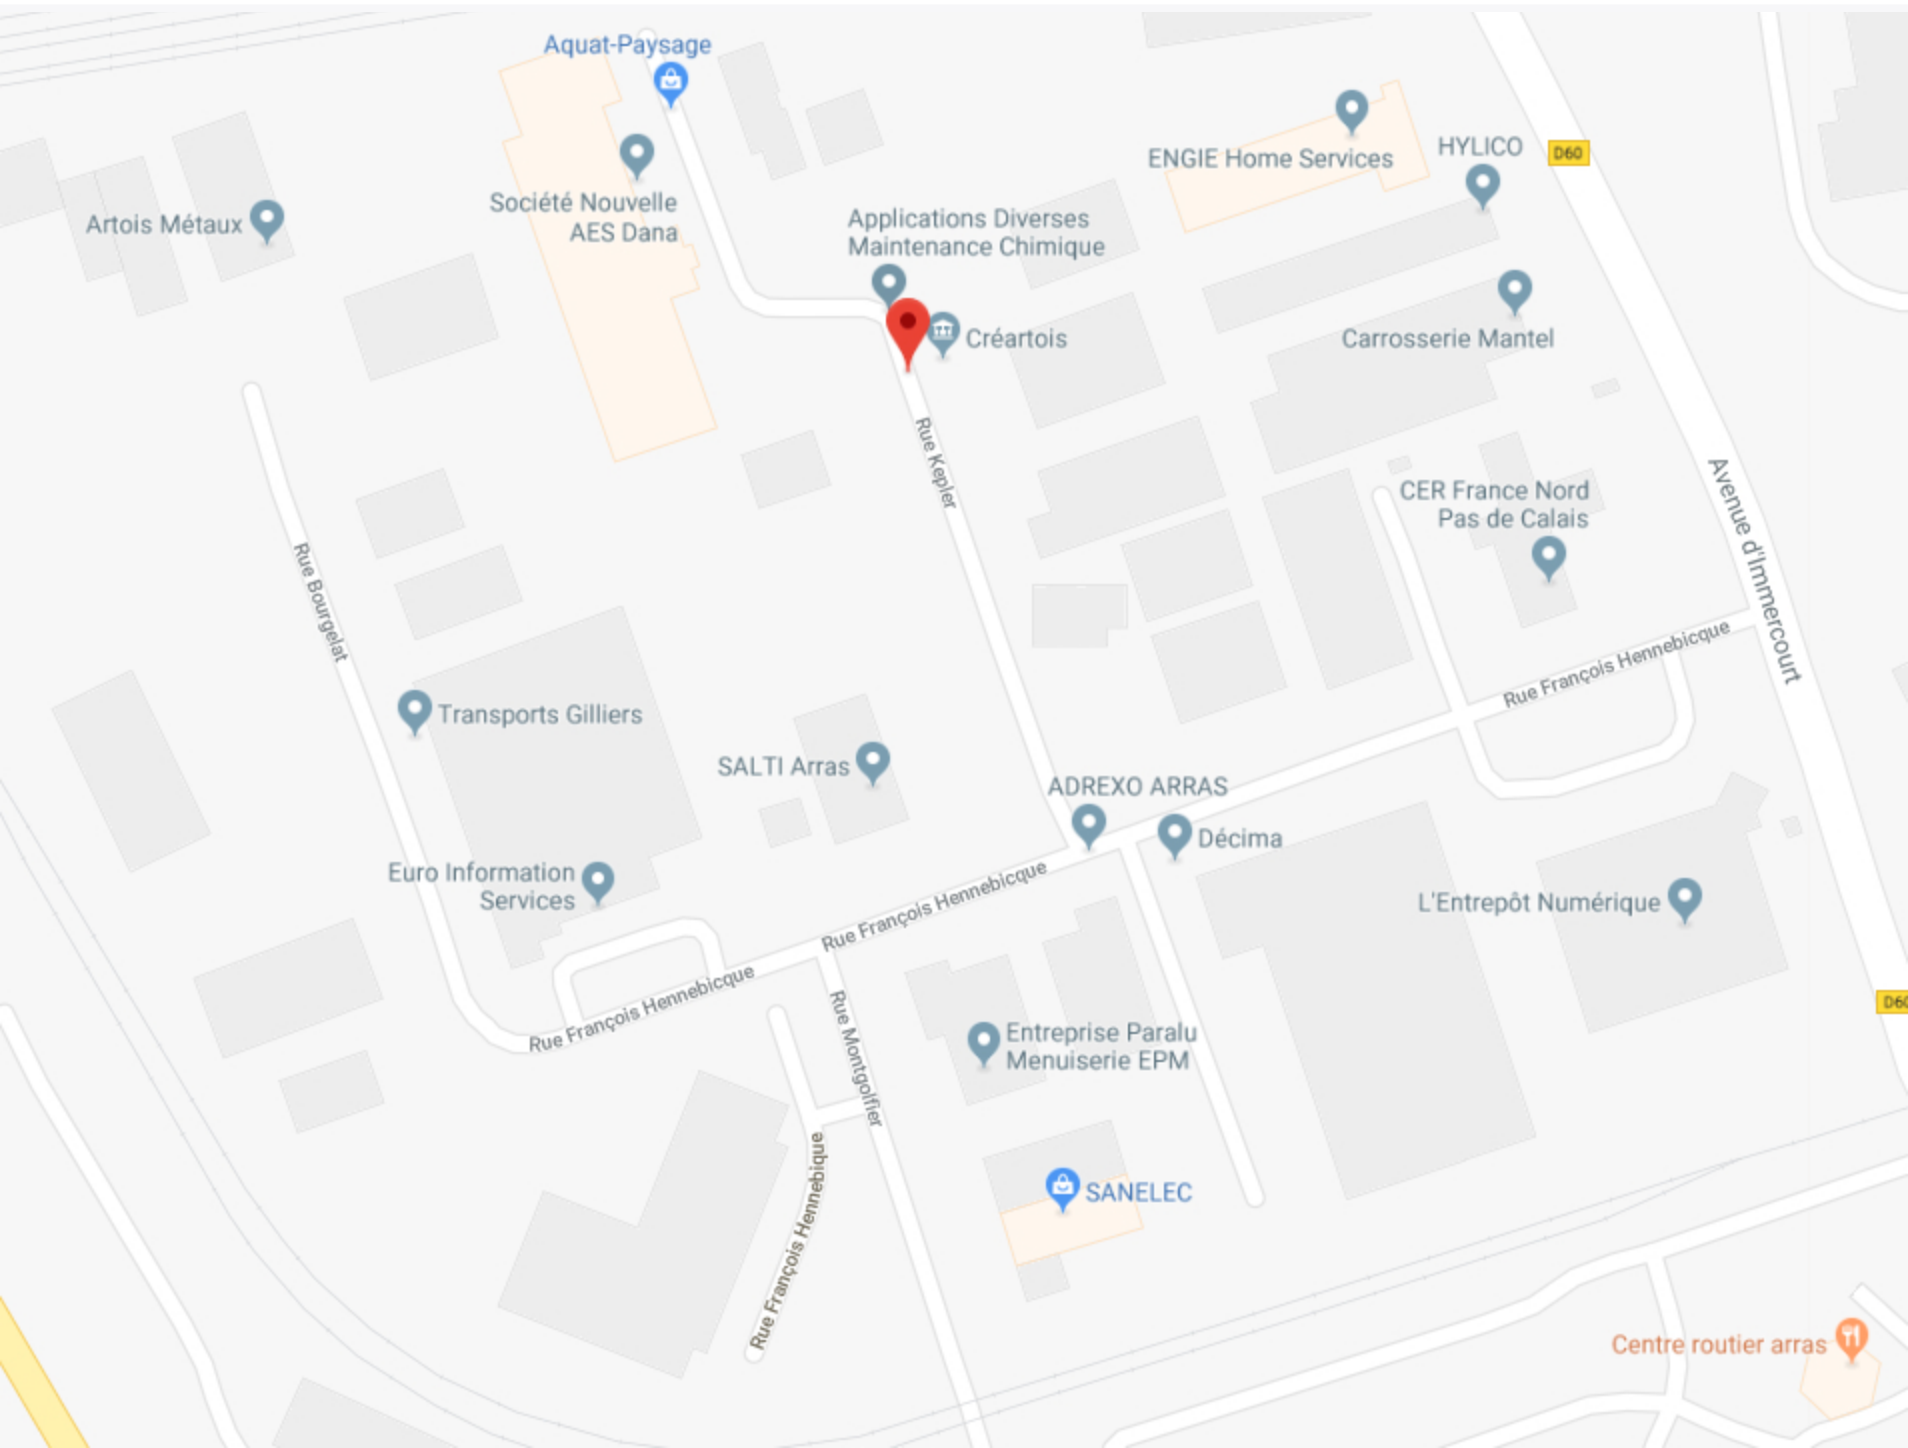 Aquat-Paysage
Société Nouvelle
AES Dana
Artois Métaux
Applications Diverses
Maintenance Chimique
ENGIE Home Services
HYLICO
D60
Créartois
Carrosserie Mantel
Rue Kepler
CER France Nord
Pas de Calais
Avenue d'Immercourt
Rue Bourgelat
Rue François Hennebicque
Transports Gilliers
SALTI Arras
ADREXO ARRAS
Décima
Euro Information
Services
Rue François Hennebicque
L'Entrepôt Numérique
Rue François Hennebicque
D60
Rue Montgolfier
Entreprise Paralu
Menuiserie EPM
Rue François Hennebique
SANELEC
Centre routier arras